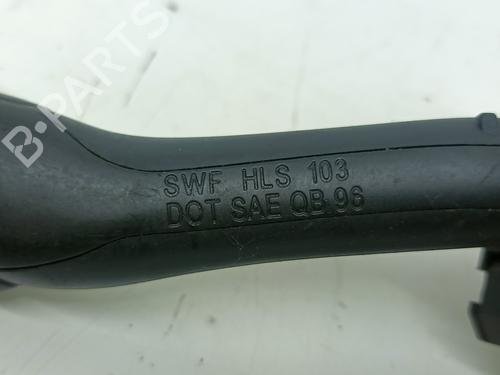 B-PARTS
SWF HLS 103
DOT SAE QB 96